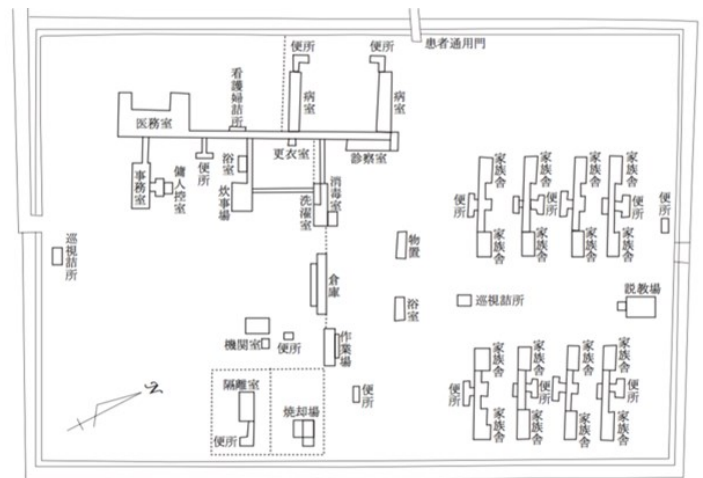 便所
患者通用門
看護婦詰所
病室
病室
医務室
更衣室
診察室
便所
浴室
事務室
傭人控室
便所
炊事場
消毒室
洗濯室
家族舎
家族舎
家族舎
家族舎
便所
便所
便所
便所
家族舎
家族舎
家族舎
家族舎
巡視詰所
物置
倉庫
浴室
巡視詰所
説教場
機関室
便所
作業場
家族舎
家族舎
家族舎
家族舎
隔離室
焼却場
便所
便所
便所
便所
家族舎
家族舎
家族舎
家族舎
便所
N